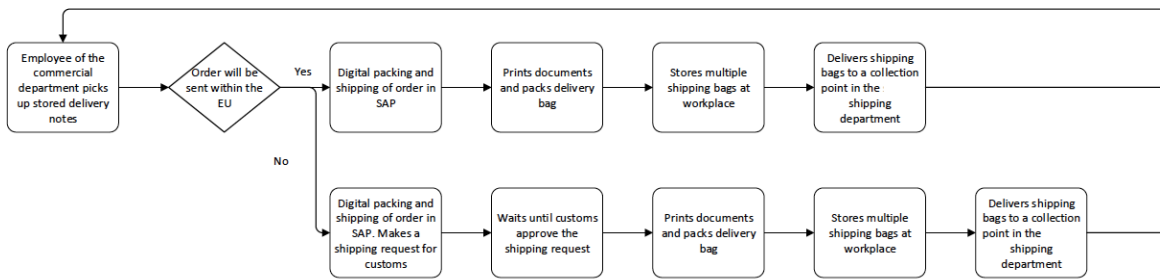 Employee of the
commercial
department picks
up stored delivery
notes
Order will be
sent within the
EU
Yes
No
Digital packing and
shipping of order in
SAP
Prints documents
and packs delivery
bag
Stores multiple
shipping bags at
workplace
Delivers shipping
bags to a collection
point in the
shipping
department
Digital packing and
shipping of order in
SAP. Makes a
shipping request for
customs
Waits until customs
approve the
shipping request
Prints documents
and packs delivery
bag
Stores multiple
shipping bags at
workplace
Delivers shipping
bags to a collection
point in the
shipping
department